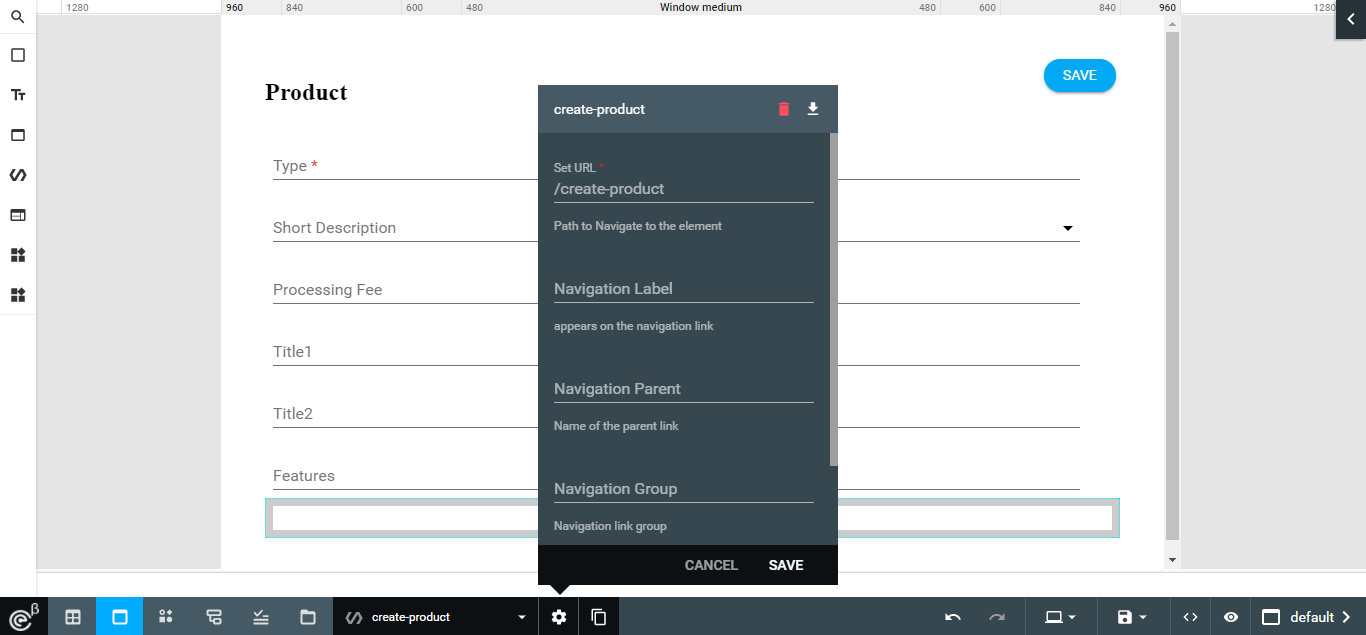 1280 960 840 600 480 Window medium 480 600 840 960 1280
SAVE
Product
create-product
Type *
Set URL *
/create-product
Short Description
Path to Navigate to the element
Processing Fee
Navigation Label
appears on the navigation link
Title1
Navigation Parent
Title2
Name of the parent link
Features
Navigation Group
Navigation link group
CANCEL SAVE
e β create-product default